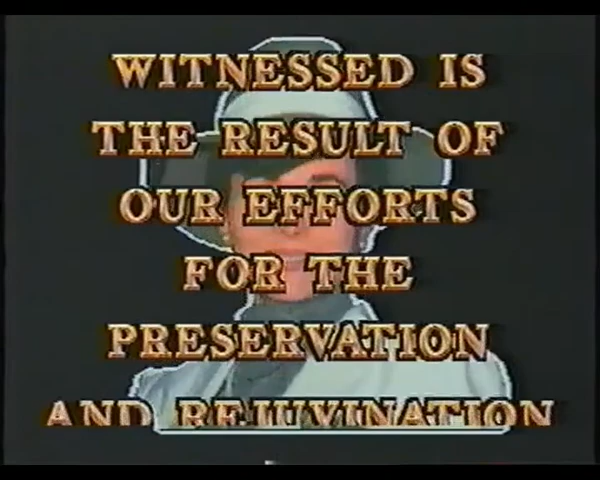 WITNESSED IS
THE RESULT OF
OUR EFFORTS
FOR THE
PRESERVATION
AND REJUVINATION